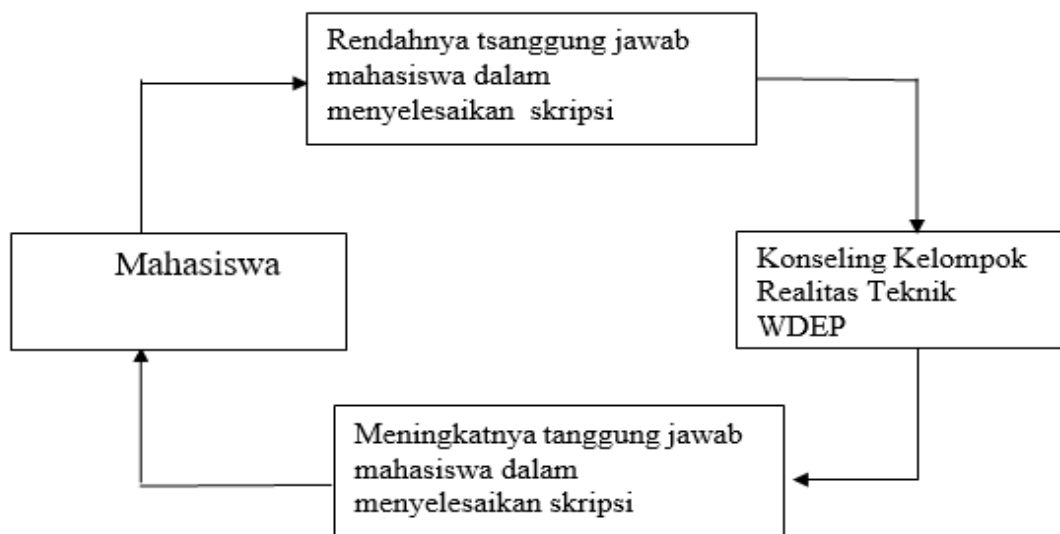 Rendahnya tsanggung jawab
mahasiswa dalam
menyelesaikan skripsi
Mahasiswa
Konseling Kelompok
Realitas Teknik
WDEP
Meningkatnya tanggung jawab
mahasiswa dalam
menyelesaikan skripsi